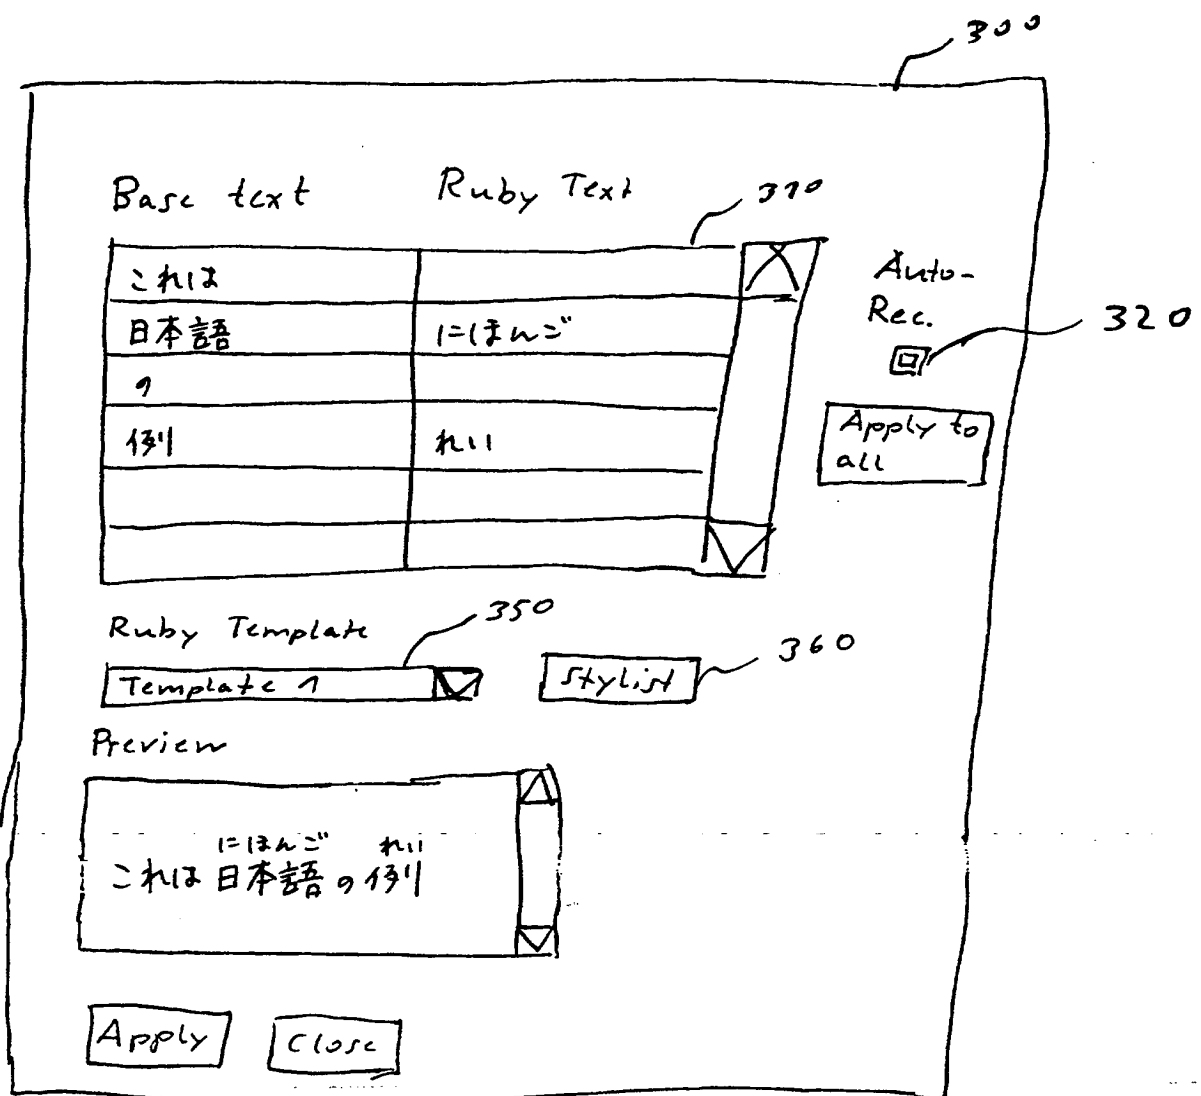 300
Base text Ruby Text 310
これは
日本語 にほんご
の
例 れい
Auto-
Rec.
320
Apply to
all
Ruby Template 350
Template 1
Stylist 360
Preview
にほんご れい
これは日本語の例
Apply Close